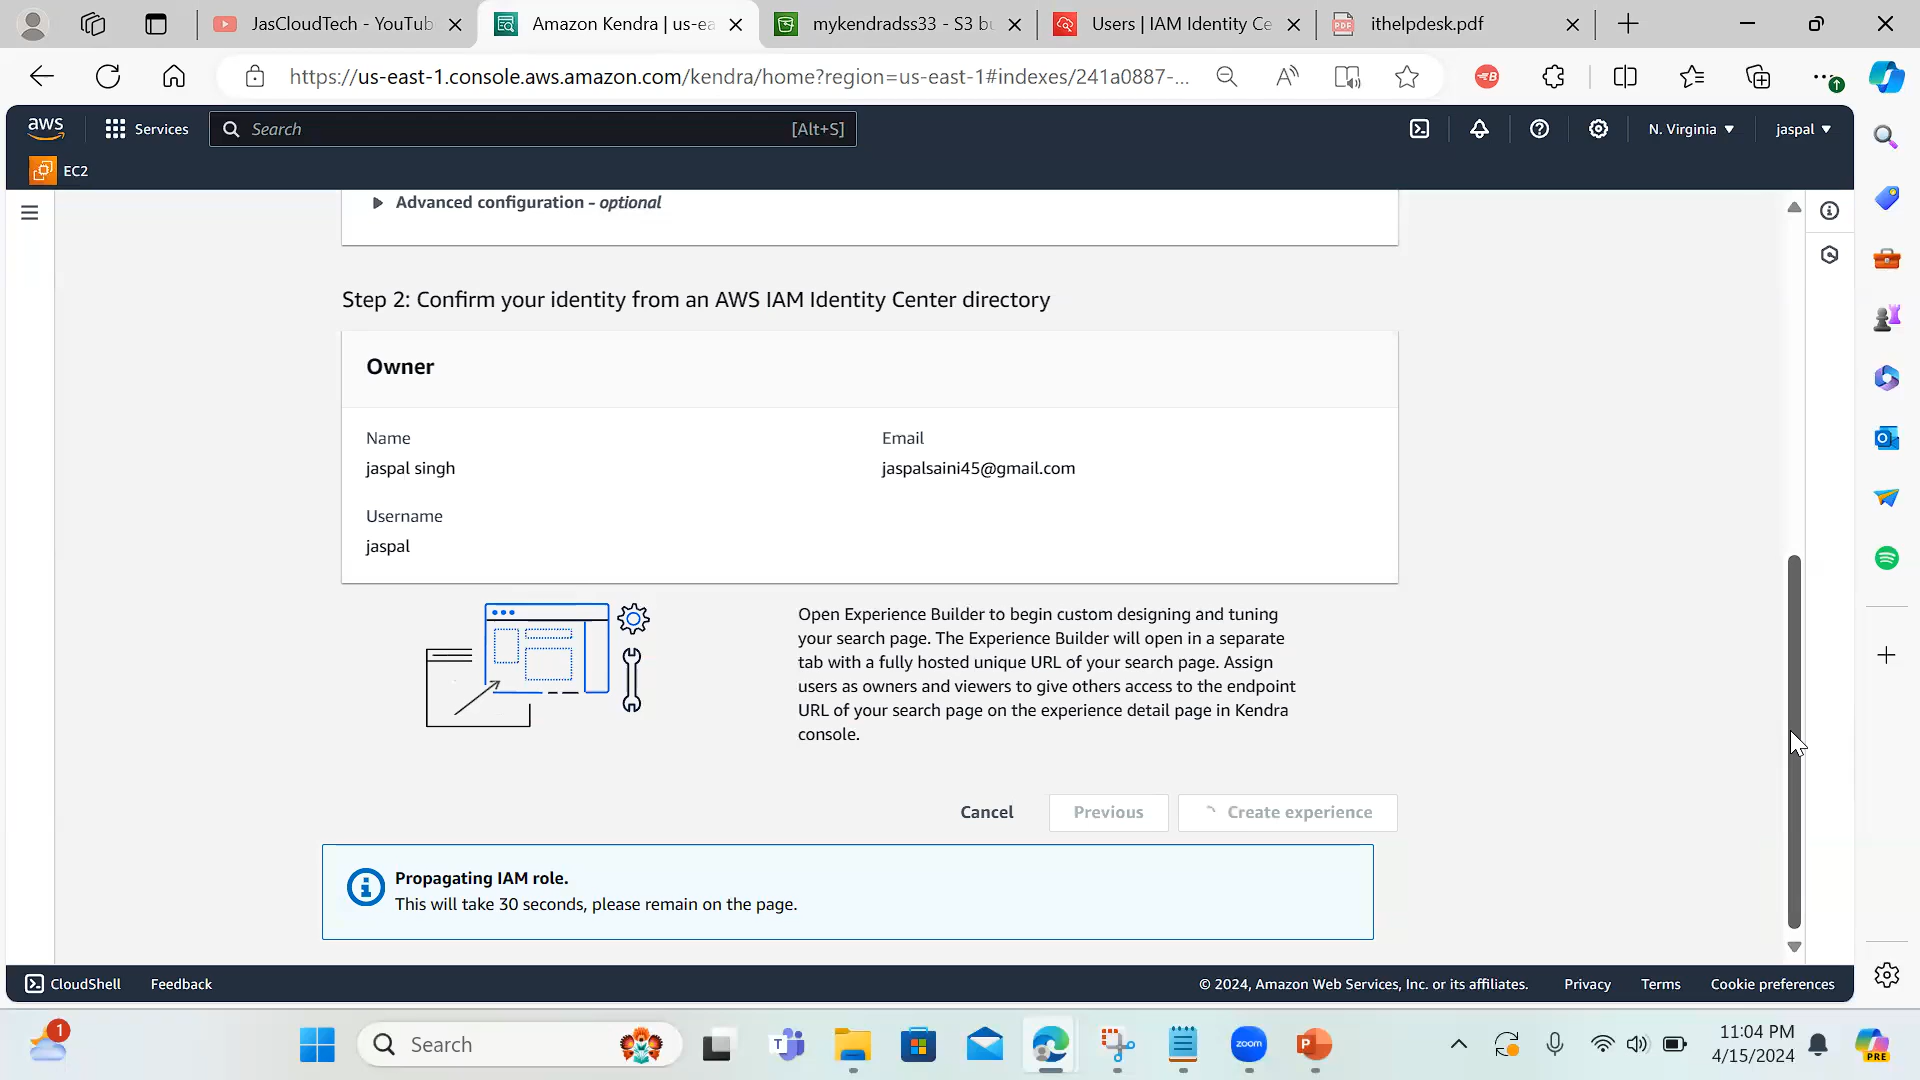 JasCloudTech - YouTub
Amazon Kendra | us-ea
mykendradss33 - S3 bu
Users | IAM Identity Ce
PDF
ithelpdesk.pdf
https://us-east-1.console.aws.amazon.com/kendra/home?region=us-east-1#indexes/241a0887-...
aws
Services
Search
[Alt+S]
N. Virginia
jaspal
EC2
Advanced configuration - optional
Step 2: Confirm your identity from an AWS IAM Identity Center directory
Owner
Name
jaspal singh
Email
jaspalsaini45@gmail.com
Username
jaspal
Open Experience Builder to begin custom designing and tuning
your search page. The Experience Builder will open in a separate
tab with a fully hosted unique URL of your search page. Assign
users as owners and viewers to give others access to the endpoint
URL of your search page on the experience detail page in Kendra
console.
Cancel
Previous
Create experience
Propagating IAM role.
This will take 30 seconds, please remain on the page.
CloudShell
Feedback
© 2024, Amazon Web Services, Inc. or its affiliates.
Privacy
Terms
Cookie preferences
1
Search
zoom
11:04 PM
4/15/2024
PRE